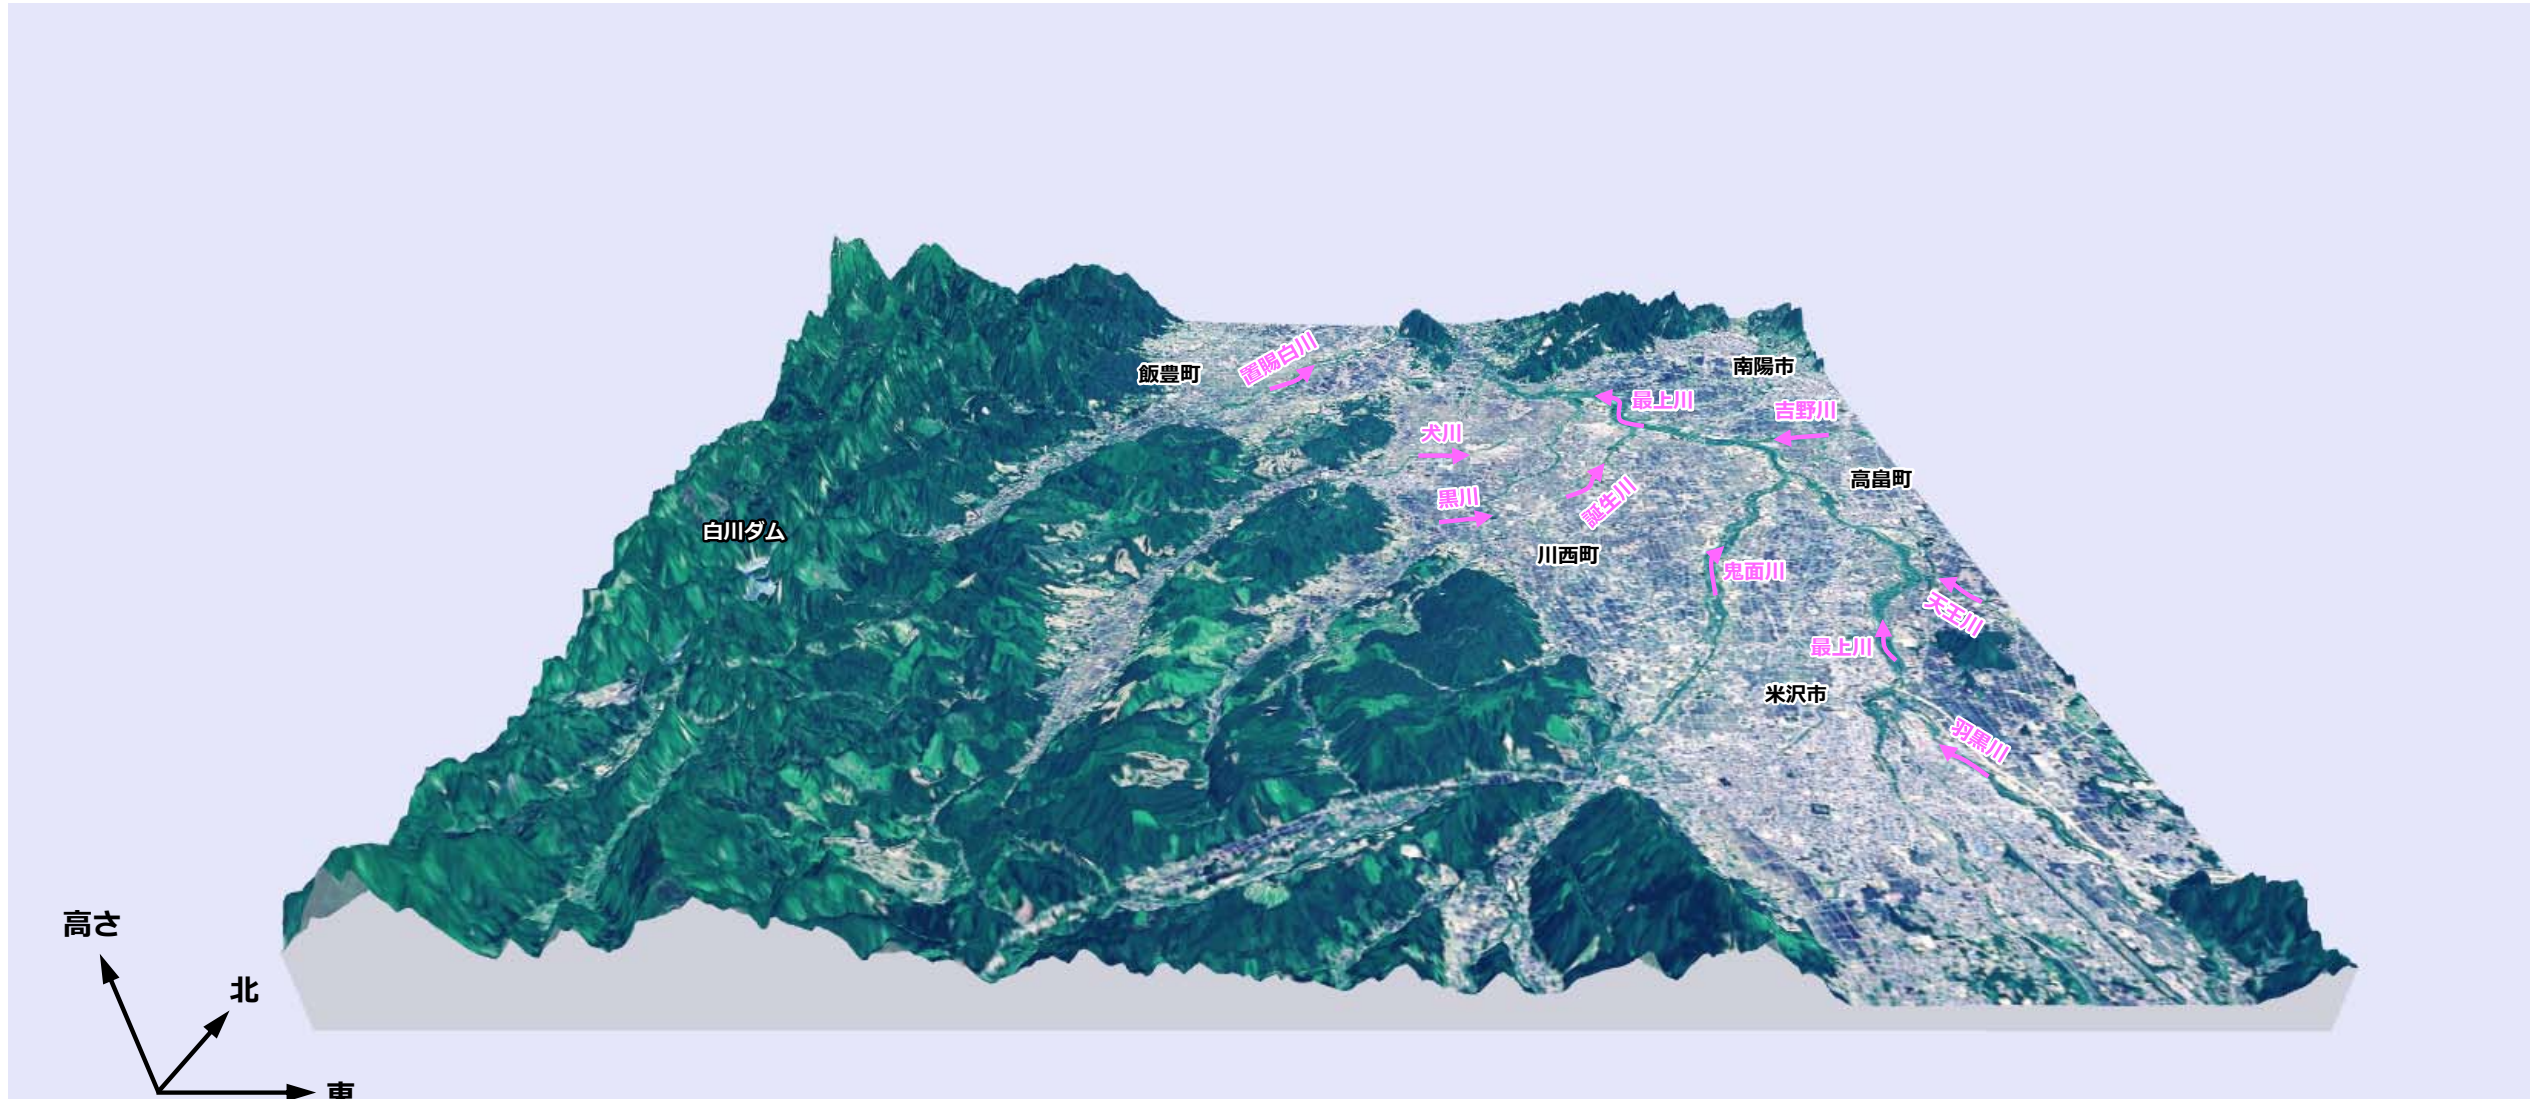 飯豊町
置賜白川
南陽市
最上川
吉野川
犬川
高畠町
黒川
誕生川
白川ダム
川西町
鬼面川
天王川
最上川
米沢市
羽黒川
高さ
北
東